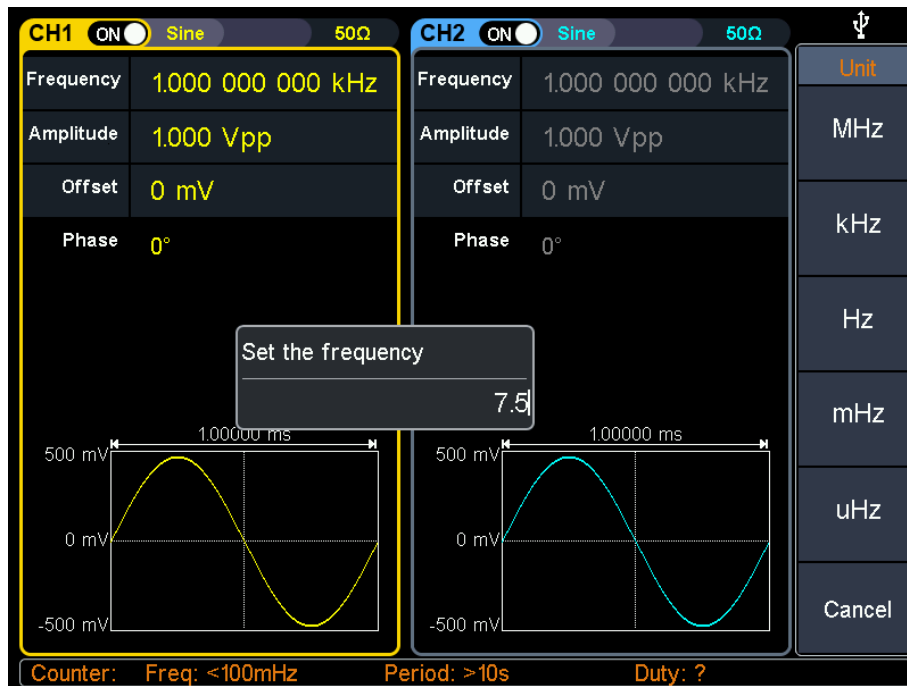 CH1 ON Sine 50Ω
Frequency 1.000 000 000 kHz
Amplitude 1.000 Vpp
Offset 0 mV
Phase 0°
500 mV
1.00000 ms
0 mV
-500 mV
CH2 ON Sine 50Ω
Frequency 1.000 000 000 kHz
Amplitude 1.000 Vpp
Offset 0 mV
Phase 0°
500 mV
1.00000 ms
0 mV
-500 mV
Set the frequency
7.5
Unit
MHz
kHz
Hz
mHz
uHz
Cancel
Counter: Freq: <100mHz Period: >10s Duty: ?